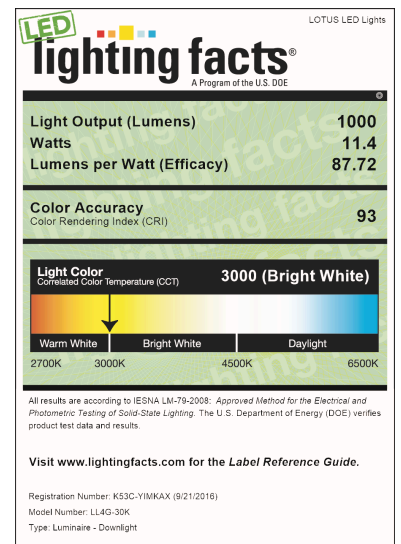 LOTUS LED Lights
LED
lighting facts®
A Program of the U.S. DOE
Light Output (Lumens) 1000
Watts 11.4
Lumens per Watt (Efficacy) 87.72
Color Accuracy
Color Rendering Index (CRI) 93
Light Color
Correlated Color Temperature (CCT) 3000 (Bright White)
Warm White Bright White Daylight
2700K 3000K 4500K 6500K
All results are according to IESNA LM-79-2008: Approved Method for the Electrical and
Photometric Testing of Solid-State Lighting. The U.S. Department of Energy (DOE) verifies
product test data and results.
Visit www.lightingfacts.com for the Label Reference Guide.
Registration Number: K53C-YIMKAX (9/21/2016)
Model Number: LL4G-30K
Type: Luminaire - Downlight